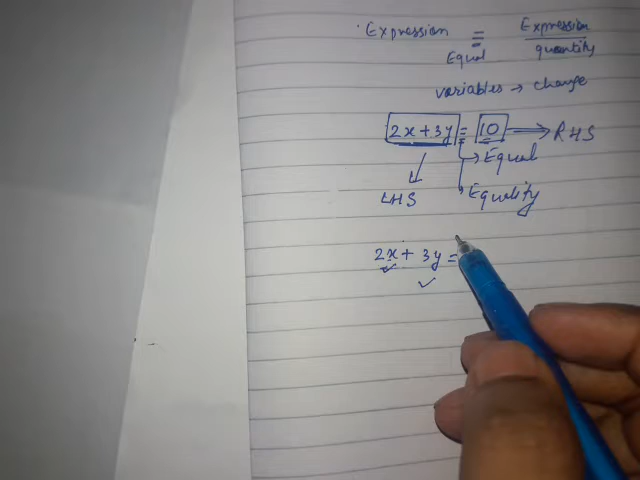 Expression = Expression
Equal quantity
variables → change
2x + 3y = 10 → RHS
→ Equal
LHS
Equality
2x + 3y =